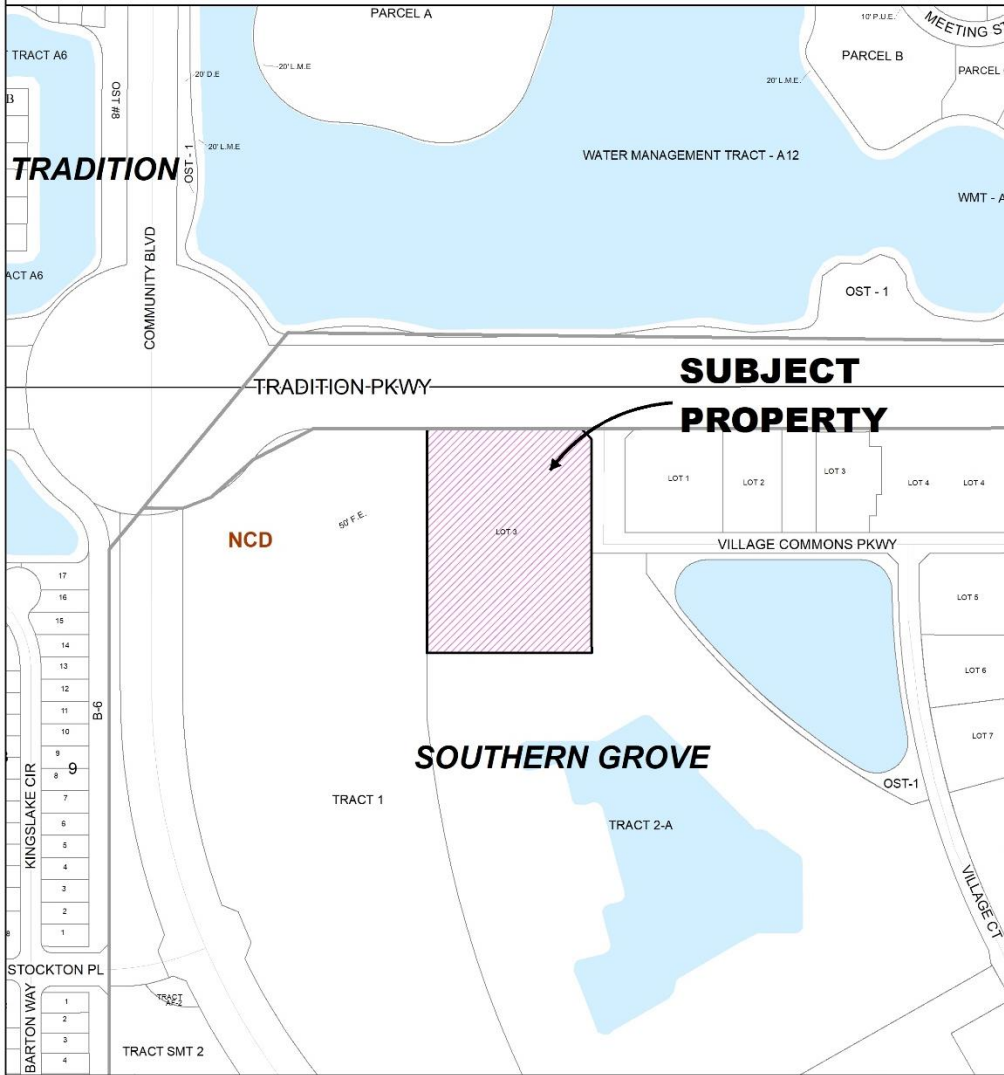 PARCEL A
10' P.U.E.
MEETING ST
TRACT A6
20' D.E
20' L.M.E
PARCEL B
PARCEL
20' L.M.E.
B
OST #8
20' L.M.E
WATER MANAGEMENT TRACT - A12
TRADITION
OST - 1
WMT - A
COMMUNITY BLVD
ACT A6
OST - 1
TRADITION PKWY
SUBJECT
PROPERTY
LOT 1
LOT 2
LOT 3
LOT 4
LOT 4
50' F.E.
LOT 3
NCD
VILLAGE COMMONS PKWY
17
16
15
14
13
12
11
10
9
8
7
6
5
4
3
2
1
9
B-6
KINGSLAKE CIR
LOT 5
LOT 6
LOT 7
SOUTHERN GROVE
OST-1
TRACT 1
TRACT 2-A
VILLAGE CT
STOCKTON PL
BARTON WAY
1
2
3
4
TRACT
TRACT SMT 2